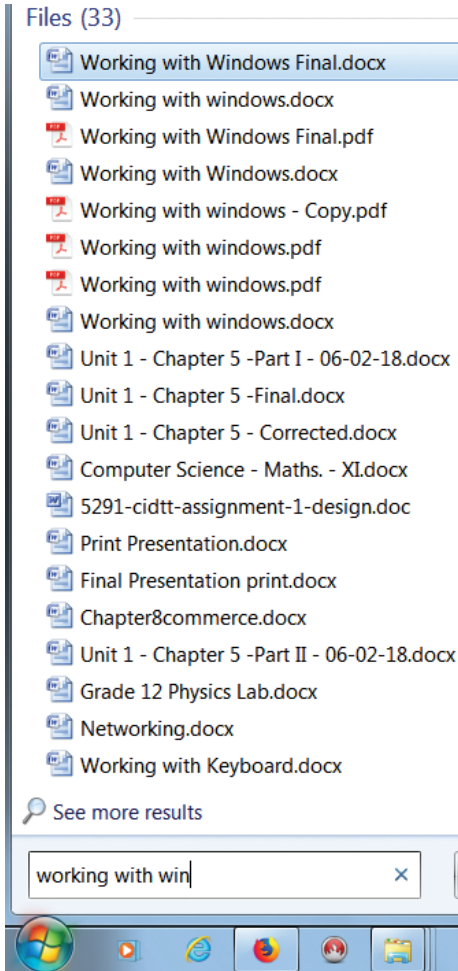 Files (33)
Working with Windows Final.docx
Working with windows.docx
Working with Windows Final.pdf
Working with Windows.docx
Working with windows - Copy.pdf
Working with windows.pdf
Working with windows.pdf
Working with windows.docx
Unit 1 - Chapter 5 -Part I - 06-02-18.docx
Unit 1 - Chapter 5 -Final.docx
Unit 1 - Chapter 5 - Corrected.docx
Computer Science - Maths. - XI.docx
5291-cidtt-assignment-1-design.doc
Print Presentation.docx
Final Presentation print.docx
Chapter8commerce.docx
Unit 1 - Chapter 5 -Part II - 06-02-18.docx
Grade 12 Physics Lab.docx
Networking.docx
Working with Keyboard.docx
See more results
working with win